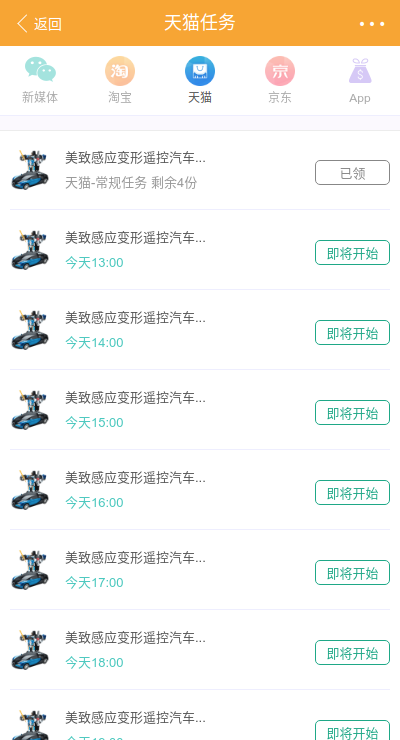 返回
天猫任务
新媒体
淘宝
天猫
京东
App
美致感应变形遥控汽车...
天猫-常规任务 剩余4份
已领
美致感应变形遥控汽车...
今天13:00
即将开始
美致感应变形遥控汽车...
今天14:00
即将开始
美致感应变形遥控汽车...
今天15:00
即将开始
美致感应变形遥控汽车...
今天16:00
即将开始
美致感应变形遥控汽车...
今天17:00
即将开始
美致感应变形遥控汽车...
今天18:00
即将开始
美致感应变形遥控汽车...
即将开始